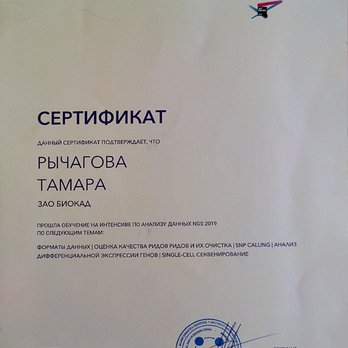 СЕРТИФИКАТ
ДАННЫЙ СЕРТИФИКАТ ПОДТВЕРЖДАЕТ, ЧТО
РЫЧАГОВА
ТАМАРА
ЗАО БИОКАД
ПРОШЛА ОБУЧЕНИЕ НА ИНТЕНСИВЕ ПО АНАЛИЗУ ДАННЫХ NGS 2019
ПО СЛЕДУЮЩИМ ТЕМАМ:
ФОРМАТЫ ДАННЫХ | ОЦЕНКА КАЧЕСТВА РИДОВ РИДОВ И ИХ ОЧИСТКА | SNP CALLING | АНАЛИЗ
ДИФФЕРЕНЦИАЛЬНОЙ ЭКСПРЕССИИ ГЕНОВ | SINGLE-CELL СЕКВЕНИРОВАНИЕ